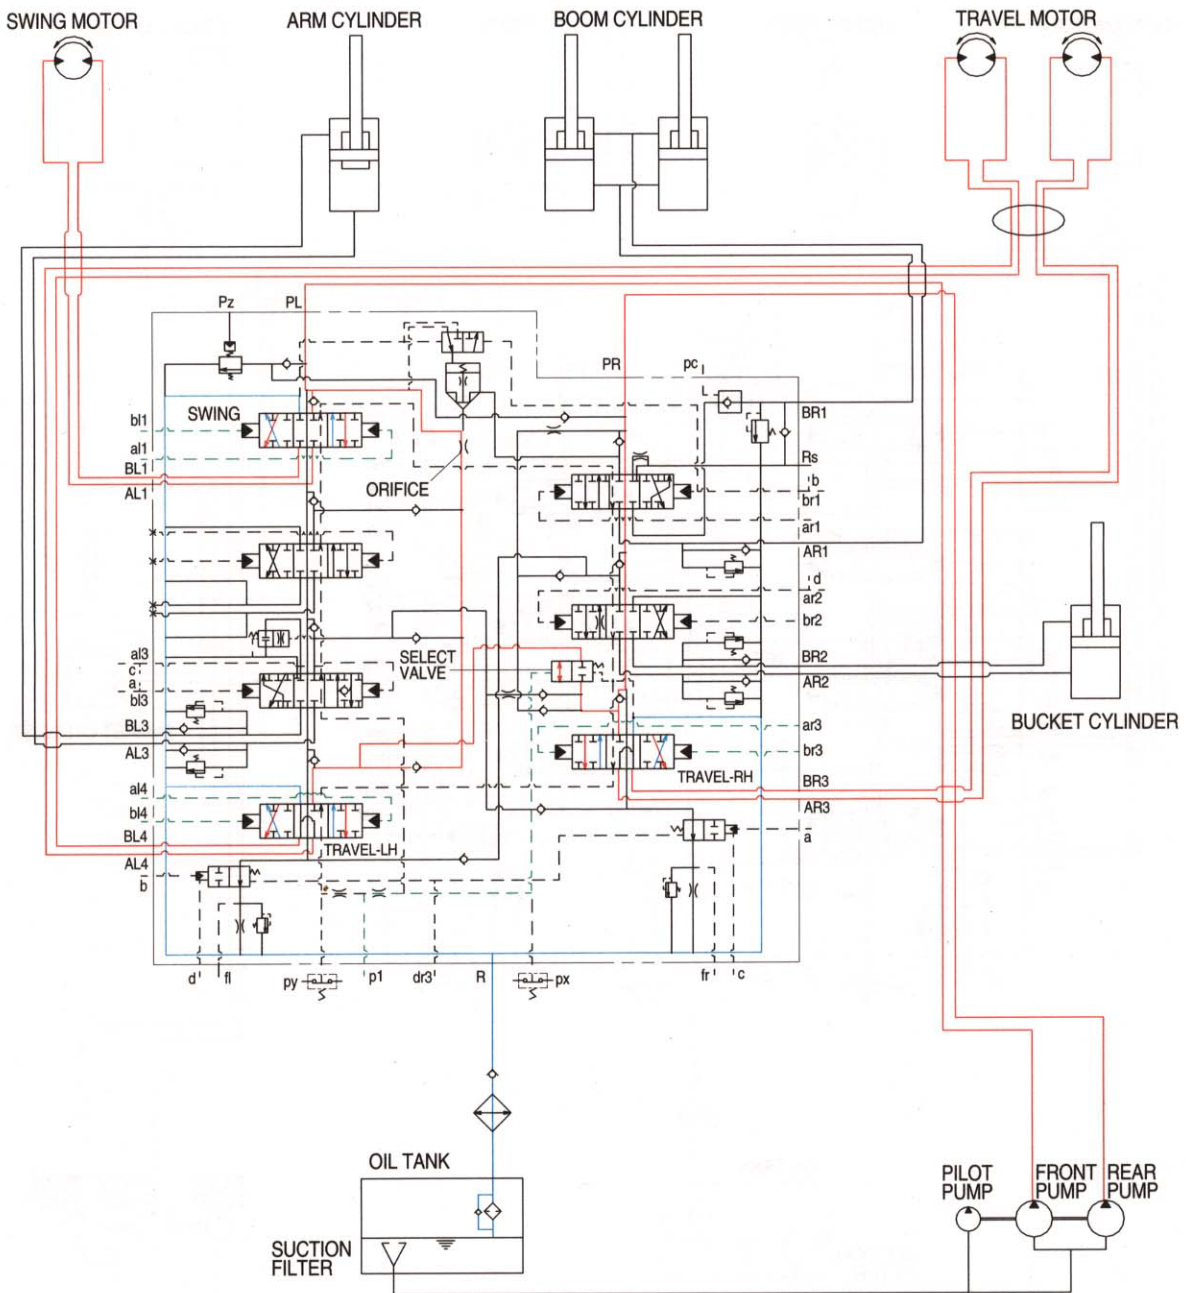 SWING MOTOR
ARM CYLINDER
BOOM CYLINDER
TRAVEL MOTOR
Pz
PL
PR
pc
SWING
bl1
al1
BL1
AL1
ORIFICE
BR1
Rs
b
br1
ar1
AR1
d
ar2
br2
al3
c
a
bl3
SELECT
VALVE
BR2
AR2
BUCKET CYLINDER
BL3
AL3
ar3
br3
TRAVEL-RH
BR3
AR3
al4
bl4
BL4
AL4
TRAVEL-LH
a
b
d
fl
py
p1
dr3
R
px
fr
c
OIL TANK
SUCTION
FILTER
PILOT
PUMP
FRONT
PUMP
REAR
PUMP